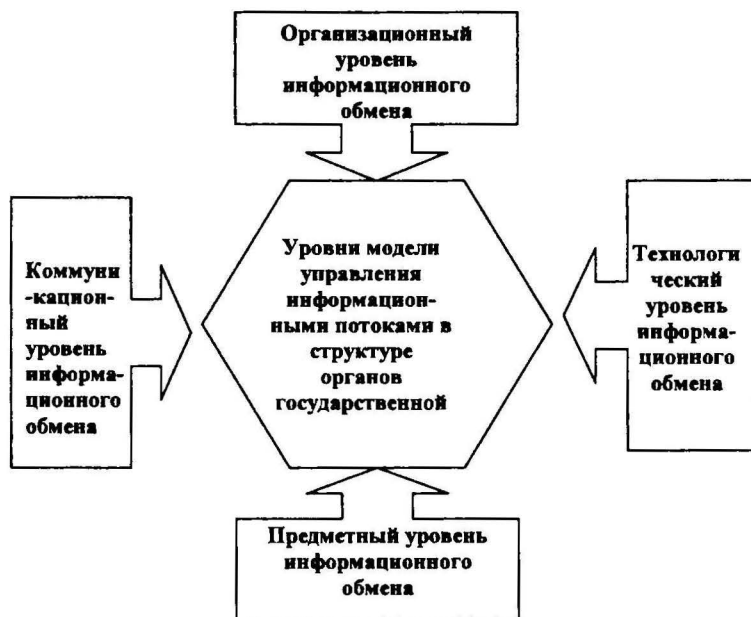 Организационный
уровень
информационного
обмена
Коммуни
-кацион-
ный
уровень
информа-
ционного
обмена
Уровни модели
управления
информацион-
ными потоками в
структуре
органов
государственной
Технологи
ческий
уровень
информа-
ционного
обмена
Предметный уровень
информационного
обмена